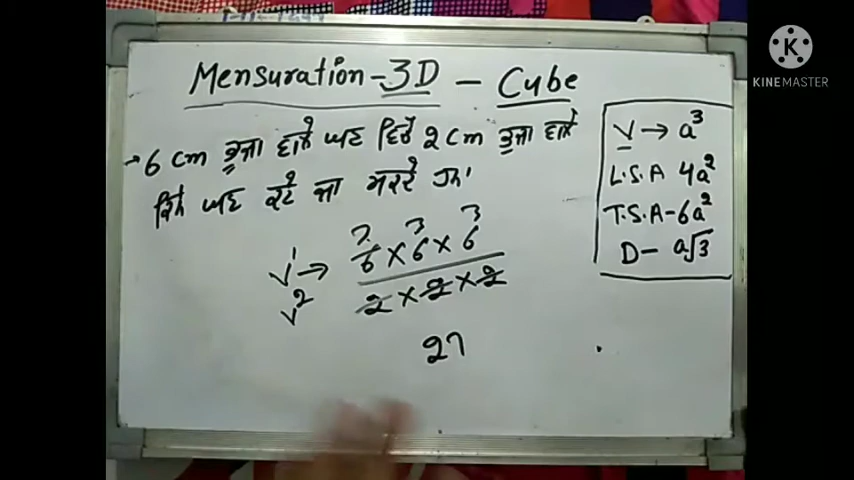 Mensuration - 3D - Cube
→ 6 cm ਭੁਜਾ ਵਾਲੇ ਘਣ ਵਿਚੋਂ 2 cm ਭੁਜਾ ਵਾਲੇ
ਕਿੰਨੇ ਘਣ ਕੱਟੇ ਜਾ ਸਕਦੇ ਹਨ।
V¹ → 6 × 6 × 6
3 3 3
V² 2 × 2 × 2
27
V → a³
L.S.A 4a²
T.S.A - 6a²
D - a√3
K
KINEMASTER